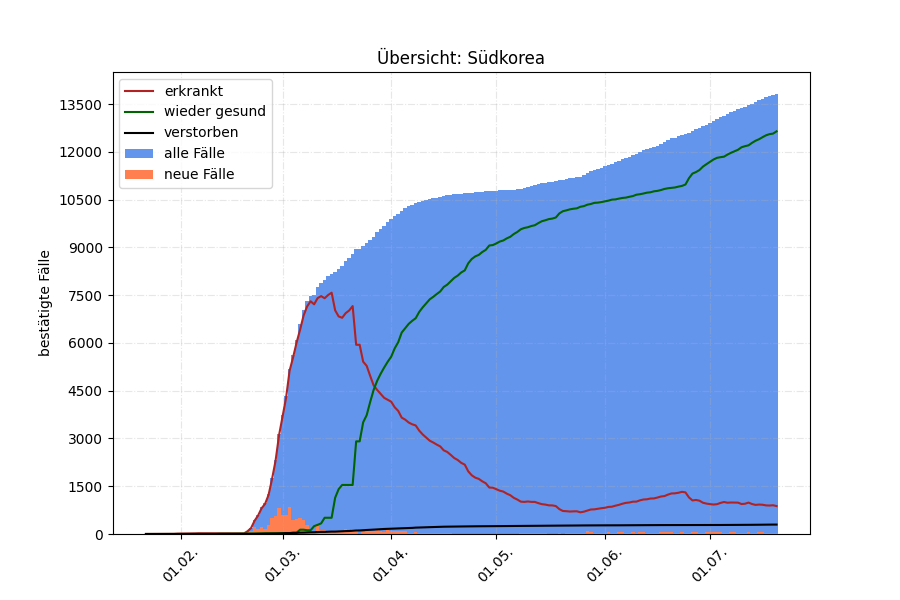 Übersicht: Südkorea
erkrankt
wieder gesund
verstorben
alle Fälle
neue Fälle
bestätigte Fälle
13500
12000
10500
9000
7500
6000
4500
3000
1500
0
01.02.
01.03.
01.04.
01.05.
01.06.
01.07.